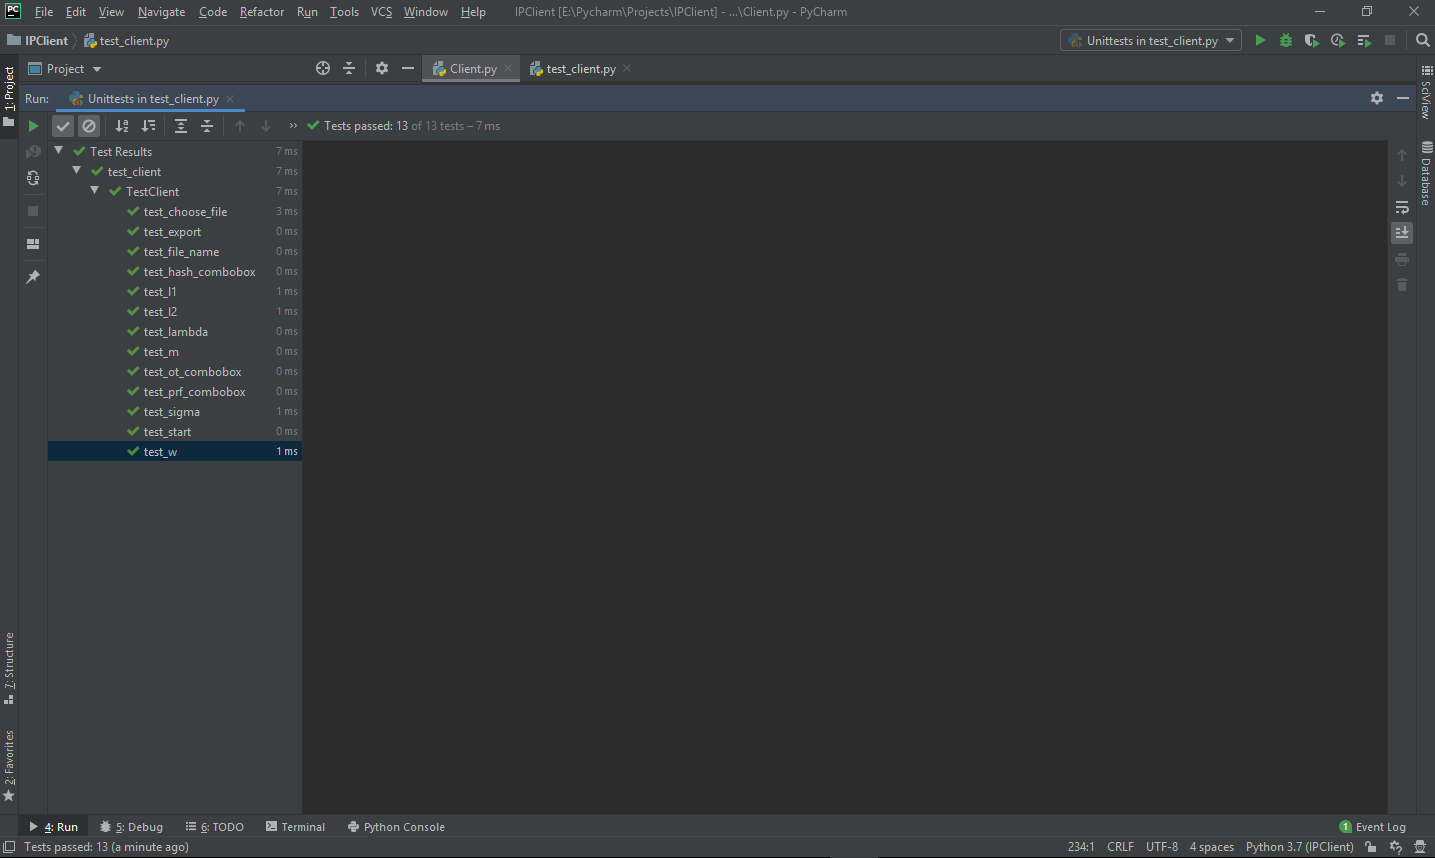 PC File Edit View Navigate Code Refactor Run Tools VCS Window Help IPClient [E:\Pycharm\Projects\IPClient] - ...\Client.py - PyCharm
IPClient test_client.py Unittests in test_client.py
1: Project Project Client.py test_client.py
Run: Unittests in test_client.py
Tests passed: 13 of 13 tests – 7 ms
Test Results 7 ms
test_client 7 ms
TestClient 7 ms
test_choose_file 3 ms
test_export 0 ms
test_file_name 0 ms
test_hash_combobox 0 ms
test_l1 1 ms
test_l2 1 ms
test_lambda 0 ms
test_m 0 ms
test_ot_combobox 0 ms
test_prf_combobox 0 ms
test_sigma 1 ms
test_start 0 ms
test_w 1 ms
SciView
Database
7: Structure
2: Favorites
4: Run 5: Debug 6: TODO Terminal Python Console 1 Event Log
Tests passed: 13 (a minute ago) 234:1 CRLF UTF-8 4 spaces Python 3.7 (IPClient)